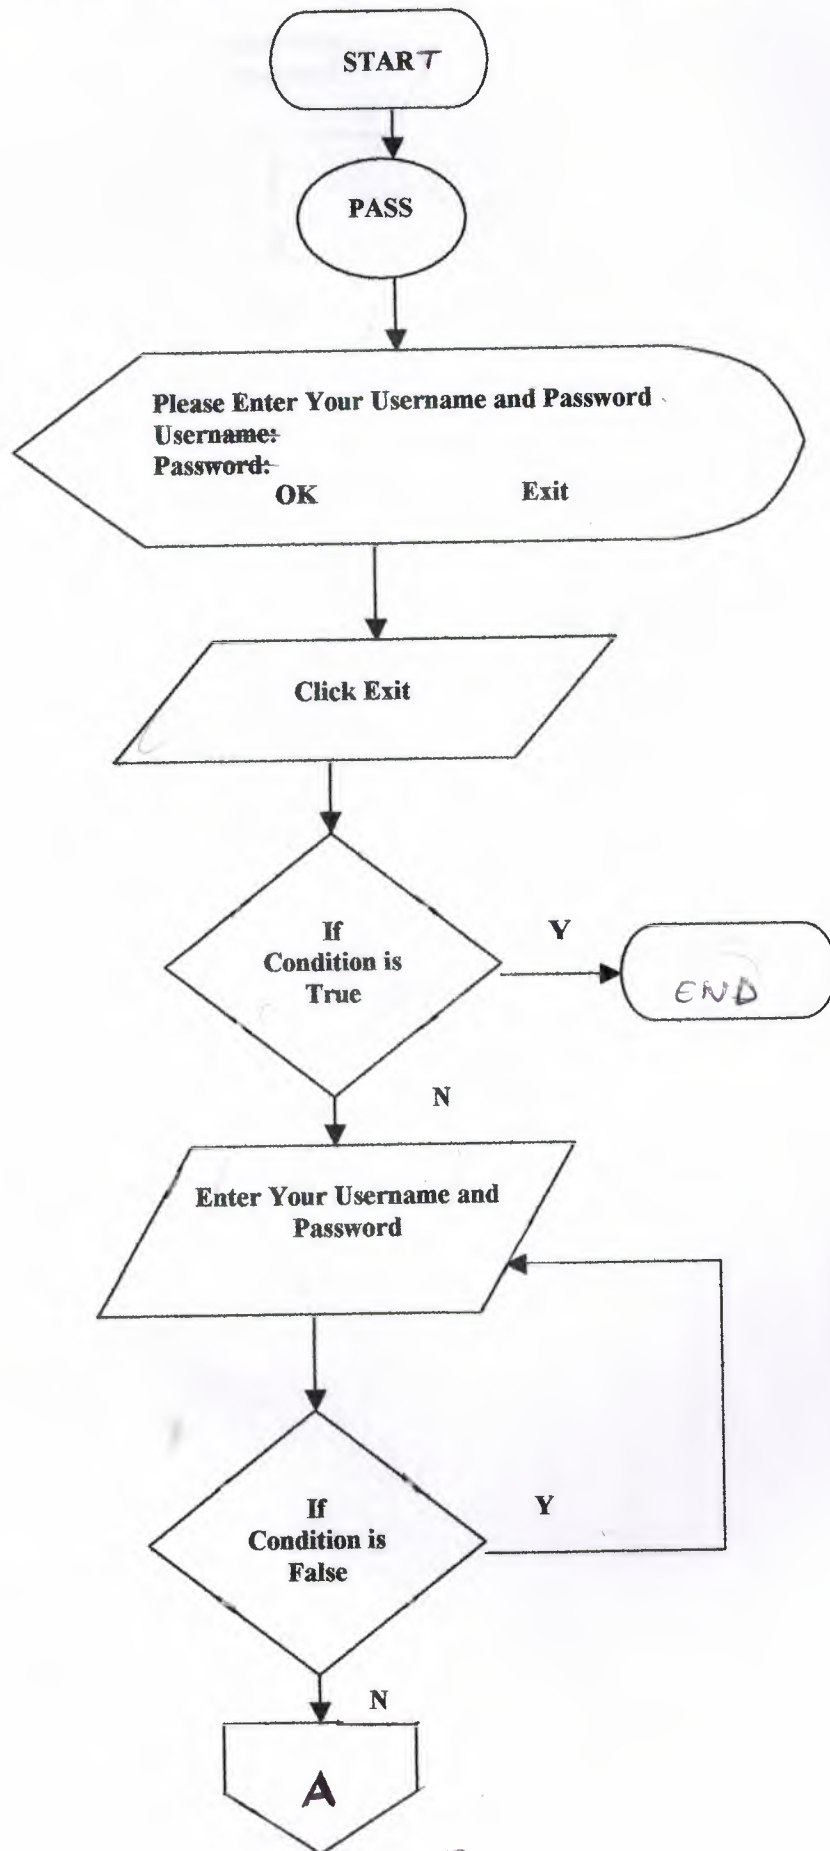 START
PASS
Please Enter Your Username and Password
Username:
Password:
OK Exit
Click Exit
If
Condition is
True
Y
END
N
Enter Your Username and
Password
If
Condition is
False
Y
N
A